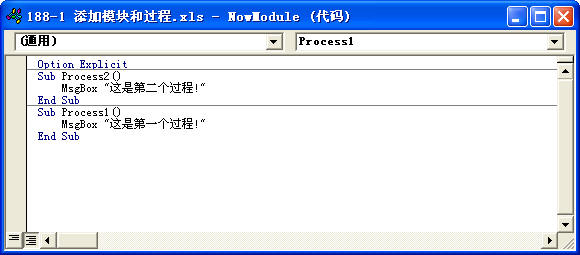 188-1 添加模块和过程.xls - NowModule (代码)
(通用) Process1
Option Explicit
Sub Process2()
MsgBox "这是第二个过程!"
End Sub
Sub Process1()
MsgBox "这是第一个过程!"
End Sub